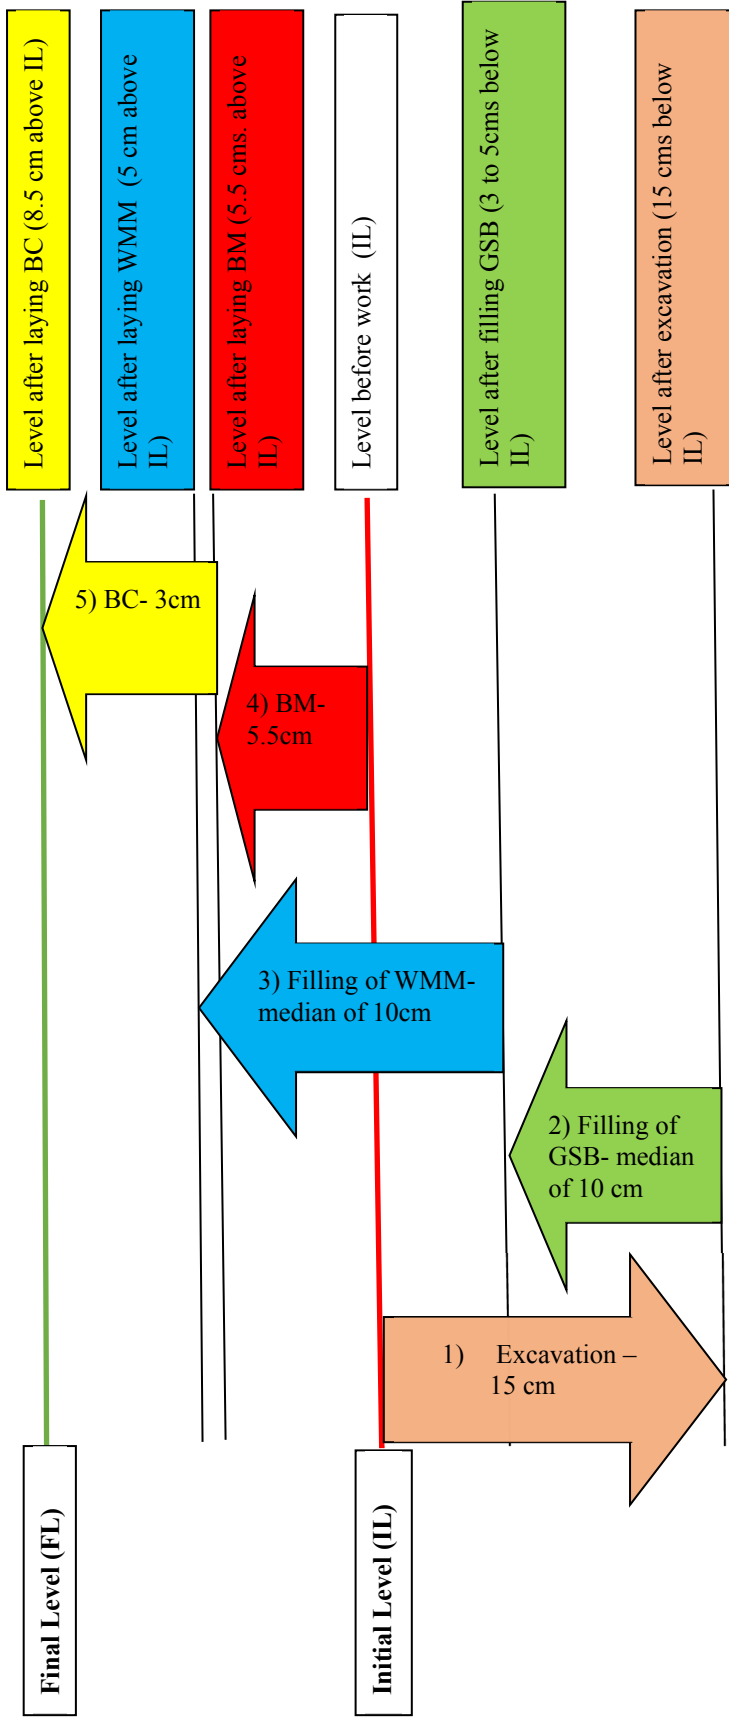 Level after laying BC (8.5 cm above IL)
Level after laying WMM (5 cm above
IL)
Level after laying BM (5.5 cms. above
IL)
Level before work (IL)
Level after filling GSB (3 to 5cms below
IL)
Level after excavation (15 cms below
IL)
5) BC- 3cm
4) BM-
5.5cm
3) Filling of WMM-
median of 10cm
2) Filling of
GSB- median
of 10 cm
1) Excavation –
15 cm
Final Level (FL)
Initial Level (IL)